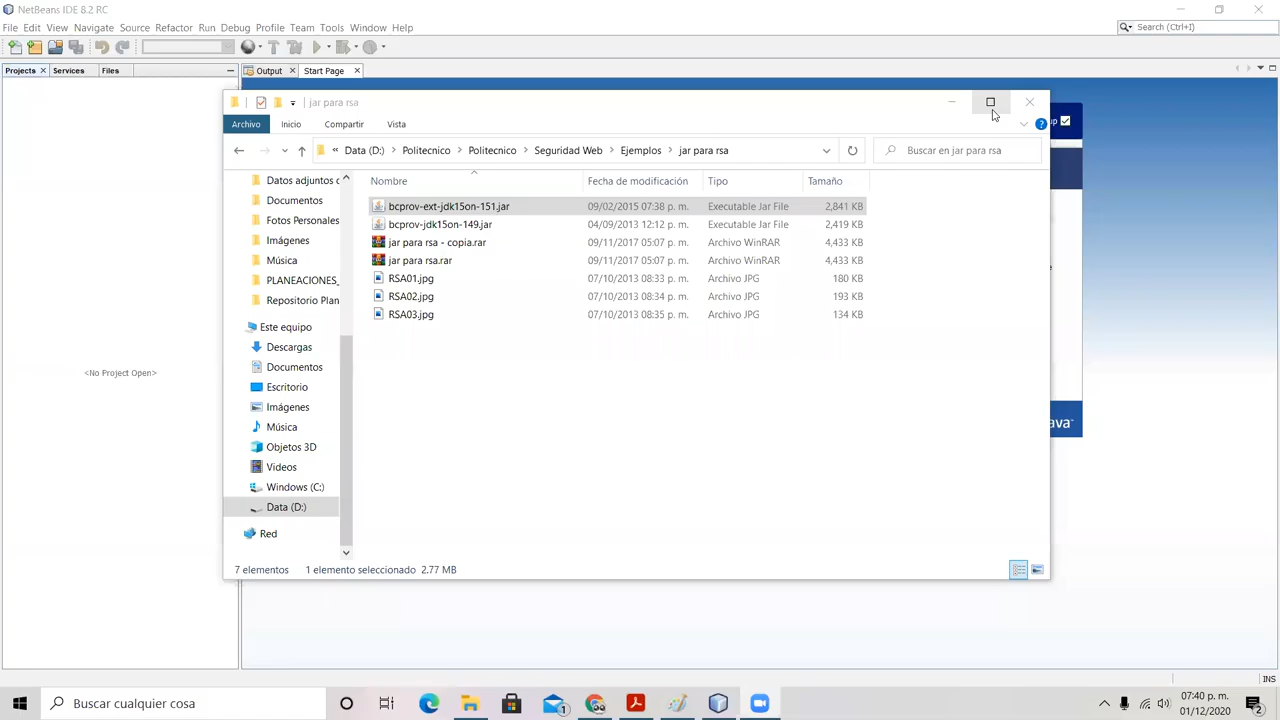 NetBeans IDE 8.2 RC
File Edit View Navigate Source Refactor Run Debug Profile Team Tools Window Help
Search (Ctrl+I)
Projects Services Files Output Start Page
jar para rsa
up
Archivo Inicio Compartir Vista
« Data (D:) > Politecnico > Politecnico > Seguridad Web > Ejemplos > jar para rsa
Buscar en jar para rsa
Nombre Fecha de modificación Tipo Tamaño
bcprov-ext-jdk15on-151.jar 09/02/2015 07:38 p. m. Executable Jar File 2,841 KB
bcprov-jdk15on-149.jar 04/09/2013 12:12 p. m. Executable Jar File 2,419 KB
jar para rsa - copia.rar 09/11/2017 05:07 p. m. Archivo WinRAR 4,433 KB
jar para rsa.rar 09/11/2017 05:07 p. m. Archivo WinRAR 4,433 KB
RSA01.jpg 07/10/2013 08:33 p. m. Archivo JPG 180 KB
RSA02.jpg 07/10/2013 08:34 p. m. Archivo JPG 193 KB
RSA03.jpg 07/10/2013 08:35 p. m. Archivo JPG 134 KB
Datos adjuntos c
Documentos
Fotos Personales
Imágenes
Música
PLANEACIONES_
Repositorio Plan
Este equipo
Descargas
Documentos
Escritorio
Imágenes
Música
Objetos 3D
Videos
Windows (C:)
Data (D:)
Red
<No Project Open>
ava
7 elementos 1 elemento seleccionado 2.77 MB
INS
Buscar cualquier cosa
1
07:40 p. m.
01/12/2020
2